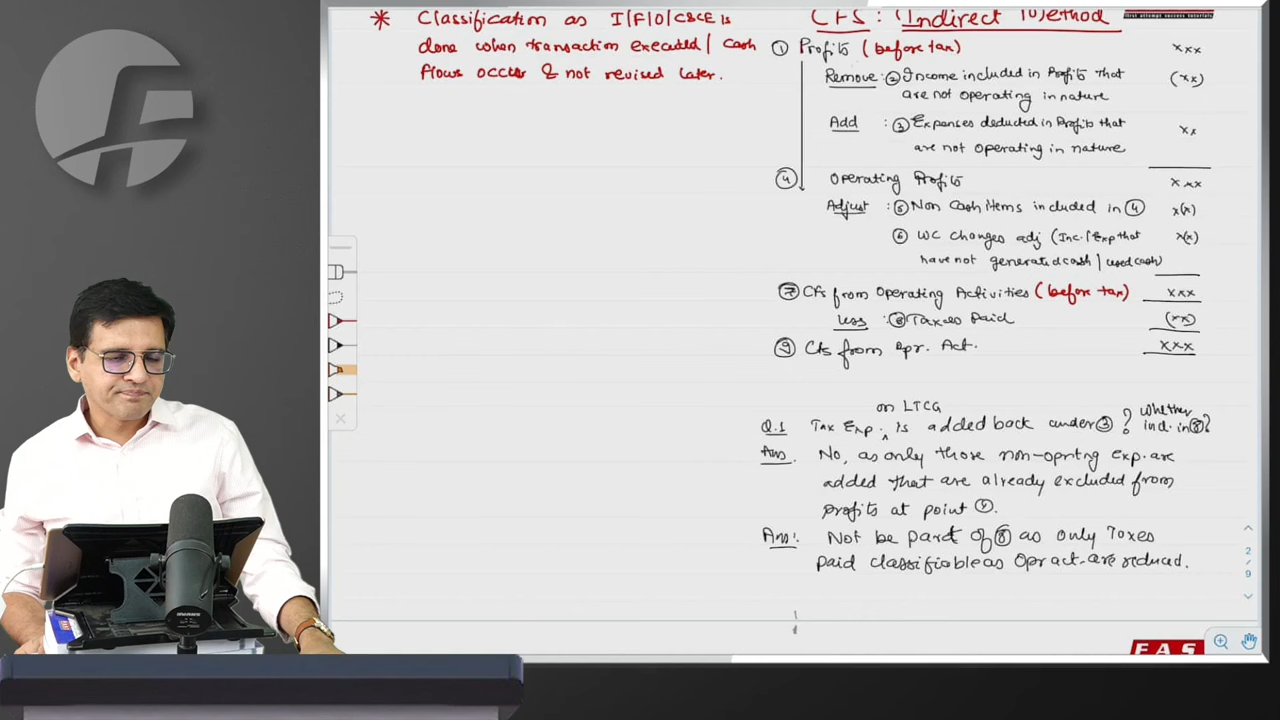 * Classification as I/F/O/C&CE is
done when transaction executed/ Cash
flows occur & not revised later.
CFS : (Indirect Method)
first attempt success tutorials
① Profits (before tax) xxx
Remove : ② Income included in Profits that (xx)
are not operating in nature
Add : ③ Expenses deducted in Profits that xx
are not operating in nature
④ Operating Profits xxx
Adjust : ⑤ Non Cash items included in ④ x(x)
⑥ WC changes adj (Inc./Exp that x(x)
have not generated cash/ used cash)
⑦ CFs from Operating Activities (before tax) xxx
less : ⑧ Taxes Paid (xx)
⑨ CFs from Opr. Act. xxx
on LTCG
Q.1 Tax Exp. ^ is added back under ③ ? Whether
incl. in ⑧?
Ans. No, as only those non-oprtng exp. are
added that are already excluded from
profits at point ①.
Ans: Not be part of ⑧ as only Taxes
paid classifiable as Opr act. are reduced.
2
/
9
FAS